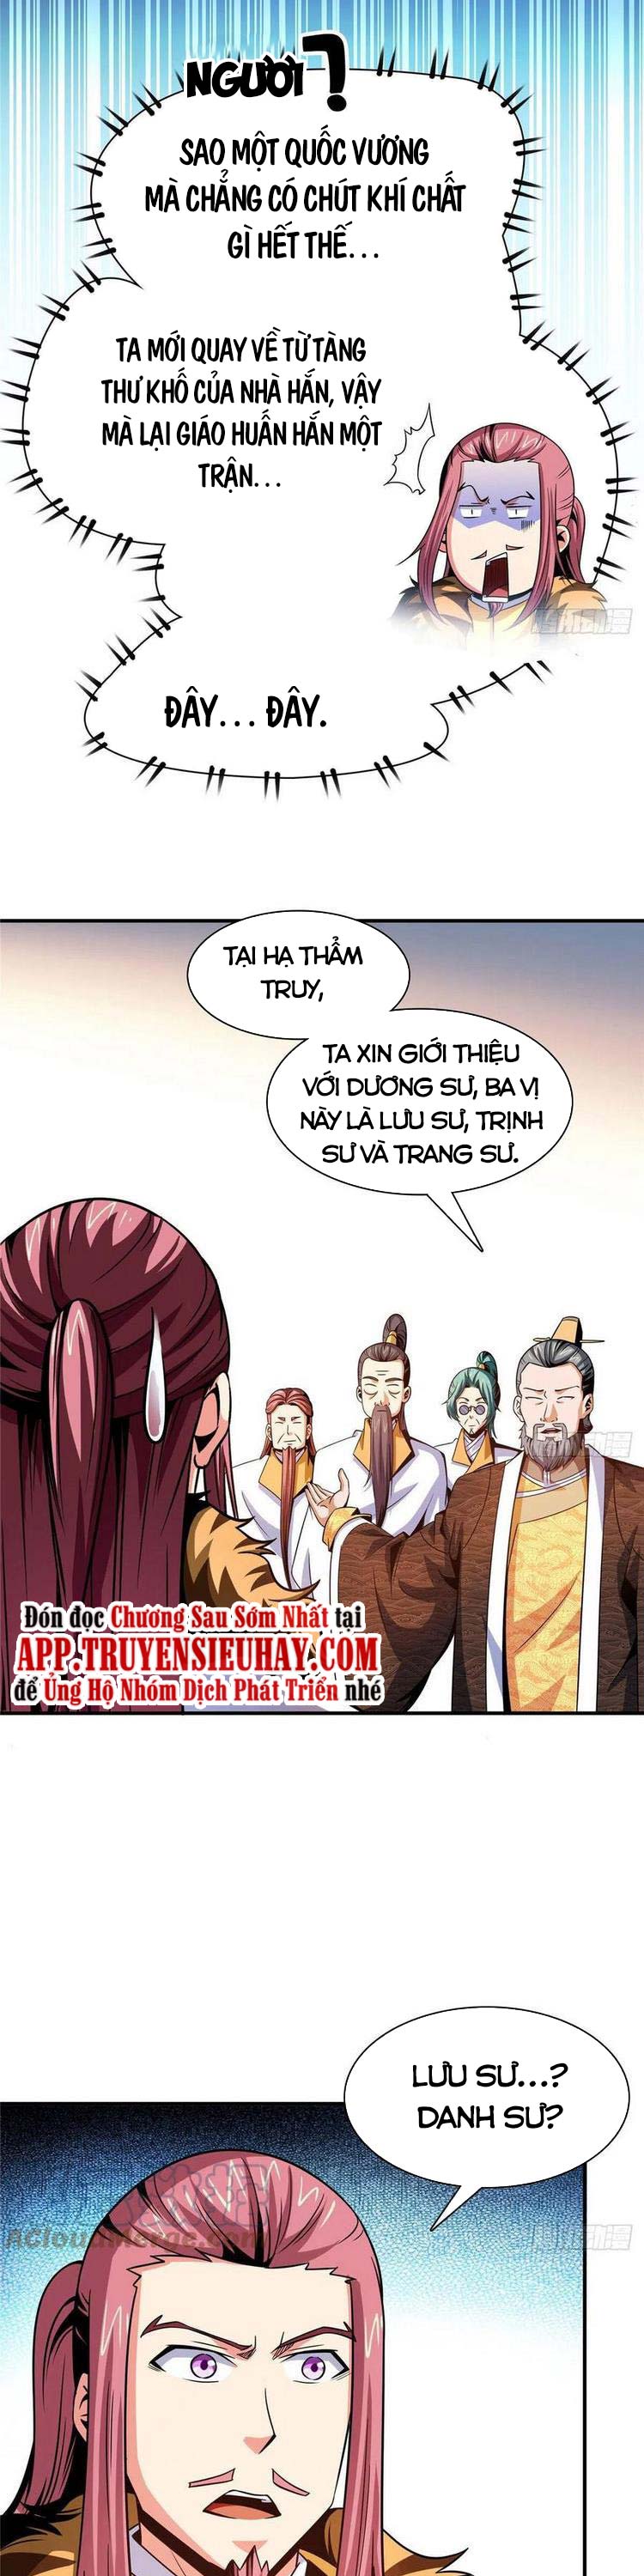 NGƯƠI?
SAO MỘT QUỐC VƯƠNG
MÀ CHẲNG CÓ CHÚT KHÍ CHẤT
GÌ HẾT THẾ...
TA MỚI QUAY VỀ TỪ TÀNG
THƯ KHỐ CỦA NHÀ HẮN, VẬY
MÀ LẠI GIÁO HUẤN HẮN MỘT
TRẬN...
ĐÂY... ĐÂY.
TẠI HẠ THẨM
TRUY,
TA XIN GIỚI THIỆU
VỚI DƯƠNG SƯ, BA VỊ
NÀY LÀ LƯU SƯ, TRỊNH
SƯ VÀ TRANG SƯ.
Đón đọc Chương Sau Sớm Nhất tại
APP.TRUYENSIEUHAY.COM
để Ủng Hộ Nhóm Dịch Phát Triển nhé
LƯU SƯ...?
DANH SƯ?
ACloudMerge.com